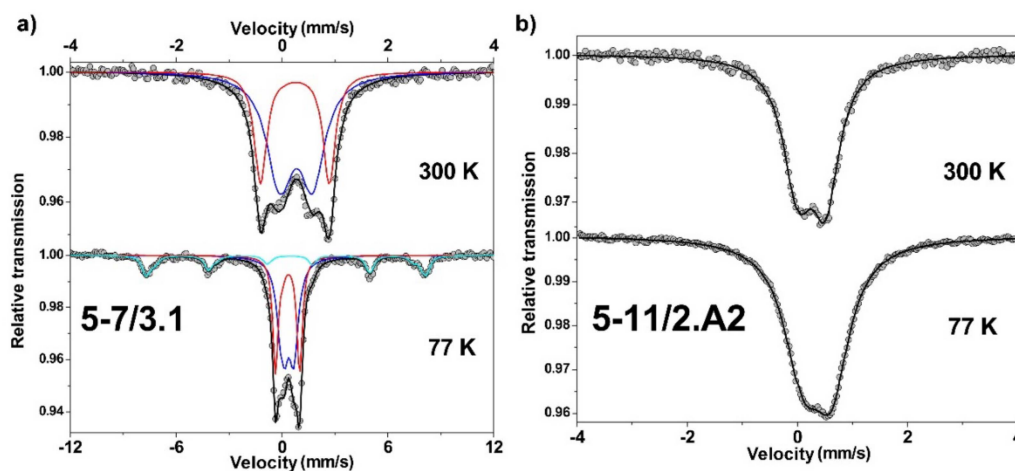 a)
Velocity (mm/s)
-4 -2 0 2 4
1.00
0.98
0.96
300 K
1.00
0.98
0.96
0.94
5-7/3.1
77 K
-12 -6 0 6 12
Velocity (mm/s)
Relative transmission
b)
1.00
0.99
0.98
0.97
300 K
1.00
0.99
0.98
0.97
0.96
5-11/2.A2
77 K
-4 -2 0 2 4
Velocity (mm/s)
Relative transmission